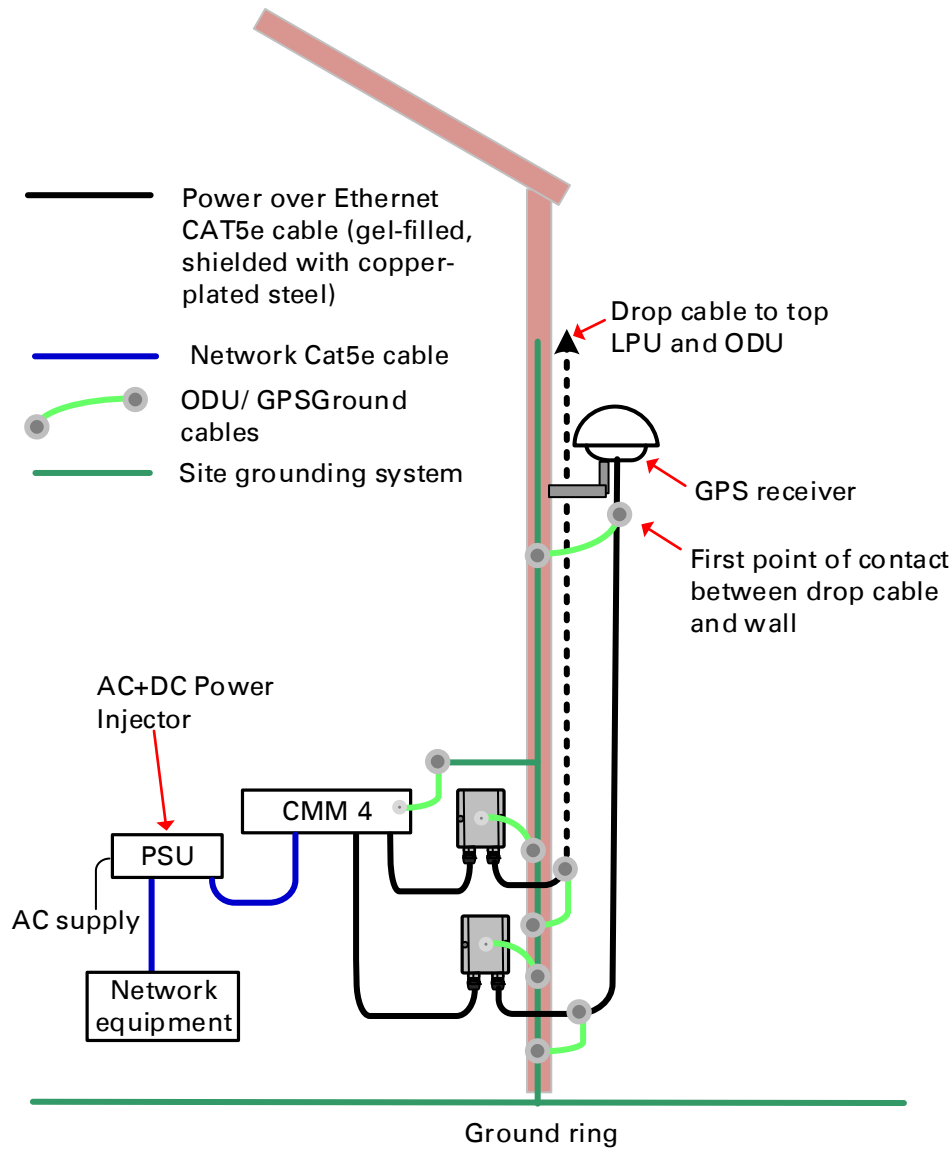 Power over Ethernet
CAT5e cable (gel-filled,
shielded with copper-
plated steel)
Network Cat5e cable
ODU/ GPSGround
cables
Site grounding system
Drop cable to top
LPU and ODU
GPS receiver
First point of contact
between drop cable
and wall
AC+DC Power
Injector
CMM 4
PSU
AC supply
Network
equipment
Ground ring